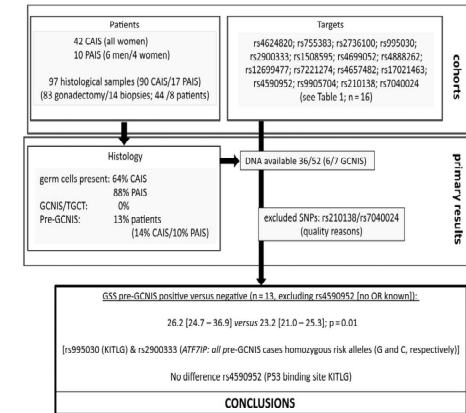 Patients
42 CAIS (all women)
10 PAIS (6 men/4 women)
97 histological samples (90 CAIS/17 PAIS)
(83 gonadectomy/14 biopsies; 44 /8 patients)
Targets
rs4624820; rs755383; rs2736100; rs995030;
rs2900333; rs1508595; rs4699052; rs4888262;
rs12699477; rs7221274; rs4657482; rs17021463;
rs4590952; rs9905704; rs210138; rs7040024
(see Table 1; n = 16)
cohorts
Histology
germ cells present: 64% CAIS
88% PAIS
GCNIS/TGCT: 0%
Pre-GCNIS: 13% patients
(14% CAIS/10% PAIS)
DNA available 36/52 (6/7 GCNIS)
excluded SNPs: rs210138/rs7040024
(quality reasons)
primary results
GSS pre-GCNIS positive versus negative (n = 13, excluding rs4590952 [no OR known]):
26.2 [24.7 – 36.9] versus 23.2 [21.0 – 25.3]; p = 0.01
[rs995030 (KITLG) & rs2900333 (ATF7IP: all pre-GCNIS cases homozygous risk alleles (G and C, respectively)]
No difference rs4590952 (P53 binding site KITLG)
CONCLUSIONS